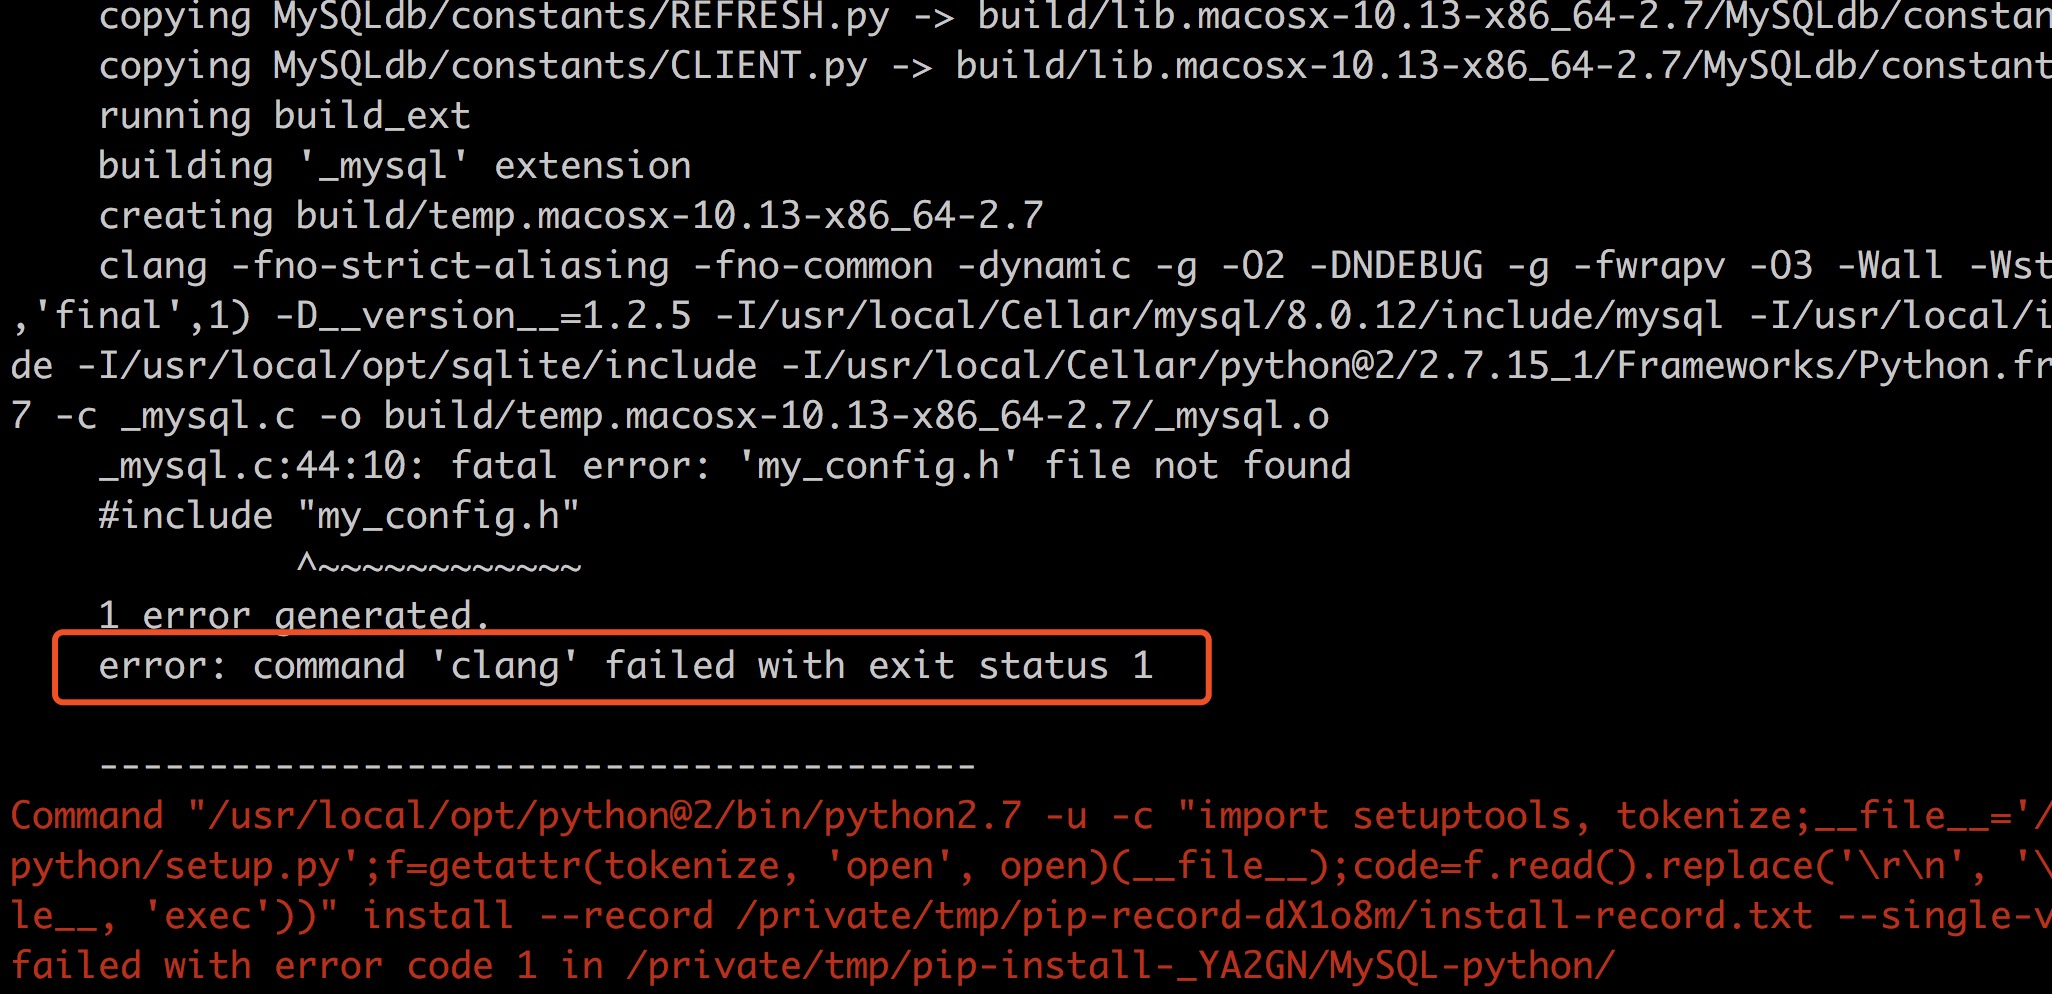 copying MySQLdb/constants/REFRESH.py -> build/lib.macosx-10.13-x86_64-2.7/MySQLdb/constan
copying MySQLdb/constants/CLIENT.py -> build/lib.macosx-10.13-x86_64-2.7/MySQLdb/constant
running build_ext
building '_mysql' extension
creating build/temp.macosx-10.13-x86_64-2.7
clang -fno-strict-aliasing -fno-common -dynamic -g -O2 -DNDEBUG -g -fwrapv -O3 -Wall -Wst
,'final',1) -D__version__=1.2.5 -I/usr/local/Cellar/mysql/8.0.12/include/mysql -I/usr/local/i
de -I/usr/local/opt/sqlite/include -I/usr/local/Cellar/python@2/2.7.15_1/Frameworks/Python.fr
7 -c _mysql.c -o build/temp.macosx-10.13-x86_64-2.7/_mysql.o
_mysql.c:44:10: fatal error: 'my_config.h' file not found
#include "my_config.h"
^~~~~~~~~~~~~
1 error generated.
error: command 'clang' failed with exit status 1
----------------------------------------
Command "/usr/local/opt/python@2/bin/python2.7 -u -c "import setuptools, tokenize;__file__='/
python/setup.py';f=getattr(tokenize, 'open', open)(__file__);code=f.read().replace('\r\n', '\
le__, 'exec'))" install --record /private/tmp/pip-record-dX1o8m/install-record.txt --single-v
failed with error code 1 in /private/tmp/pip-install-_YA2GN/MySQL-python/